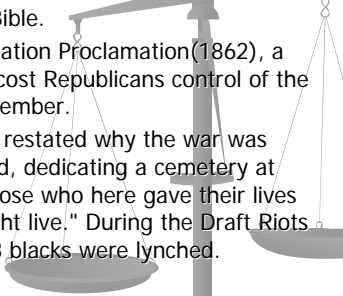 Bible.
ation Proclamation(1862), a
cost Republicans control of the
ember.
restated why the war was
d, dedicating a cemetery at
ose who here gave their lives
ht live." During the Draft Riots
blacks were lynched.